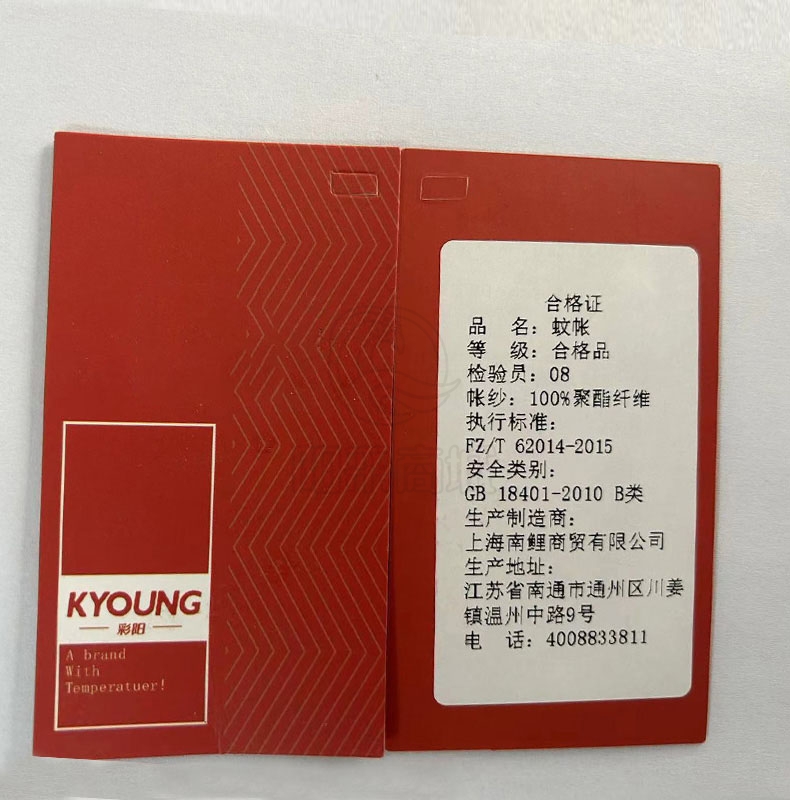 KYOUNG
彩阳
A brand
With
Temperatuer!
合格证
品 名：蚊帐
等 级：合格品
检验员：08
帐纱：100%聚酯纤维
执行标准：
FZ/T 62014-2015
安全类别：
GB 18401-2010 B类
生产制造商：
上海南鲤商贸有限公司
生产地址：
江苏省南通市通州区川姜
镇温州中路9号
电 话：4008833811